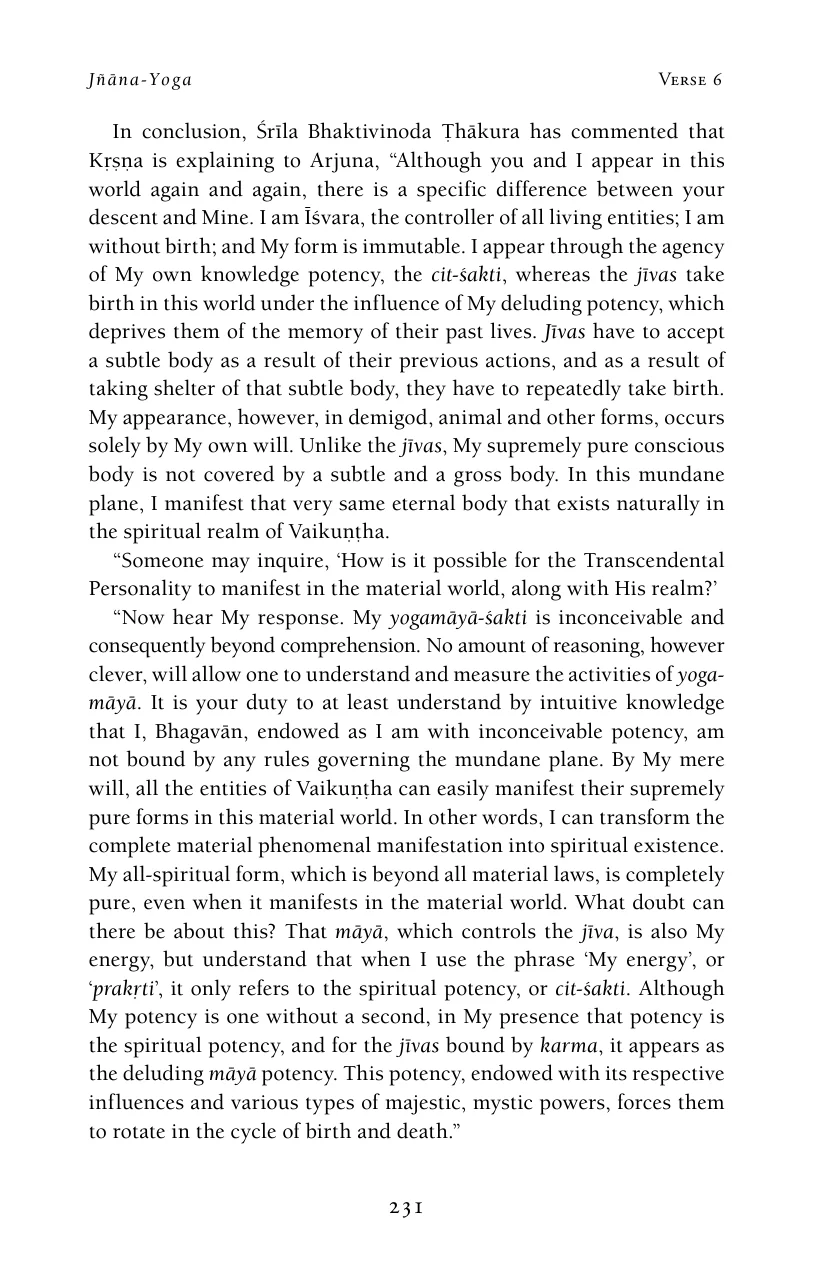 Jñāna-Yoga Verse 6
In conclusion, Śrīla Bhaktivinoda Ṭhākura has commented that
Kṛṣṇa is explaining to Arjuna, “Although you and I appear in this
world again and again, there is a specific difference between your
descent and Mine. I am Īśvara, the controller of all living entities; I am
without birth; and My form is immutable. I appear through the agency
of My own knowledge potency, the cit-śakti, whereas the jīvas take
birth in this world under the influence of My deluding potency, which
deprives them of the memory of their past lives. Jīvas have to accept
a subtle body as a result of their previous actions, and as a result of
taking shelter of that subtle body, they have to repeatedly take birth.
My appearance, however, in demigod, animal and other forms, occurs
solely by My own will. Unlike the jīvas, My supremely pure conscious
body is not covered by a subtle and a gross body. In this mundane
plane, I manifest that very same eternal body that exists naturally in
the spiritual realm of Vaikuṇṭha.
“Someone may inquire, ‘How is it possible for the Transcendental
Personality to manifest in the material world, along with His realm?’
“Now hear My response. My yogamāyā-śakti is inconceivable and
consequently beyond comprehension. No amount of reasoning, however
clever, will allow one to understand and measure the activities of yoga-
māyā. It is your duty to at least understand by intuitive knowledge
that I, Bhagavān, endowed as I am with inconceivable potency, am
not bound by any rules governing the mundane plane. By My mere
will, all the entities of Vaikuṇṭha can easily manifest their supremely
pure forms in this material world. In other words, I can transform the
complete material phenomenal manifestation into spiritual existence.
My all-spiritual form, which is beyond all material laws, is completely
pure, even when it manifests in the material world. What doubt can
there be about this? That māyā, which controls the jīva, is also My
energy, but understand that when I use the phrase ‘My energy’, or
‘prakṛti’, it only refers to the spiritual potency, or cit-śakti. Although
My potency is one without a second, in My presence that potency is
the spiritual potency, and for the jīvas bound by karma, it appears as
the deluding māyā potency. This potency, endowed with its respective
influences and various types of majestic, mystic powers, forces them
to rotate in the cycle of birth and death.”
231